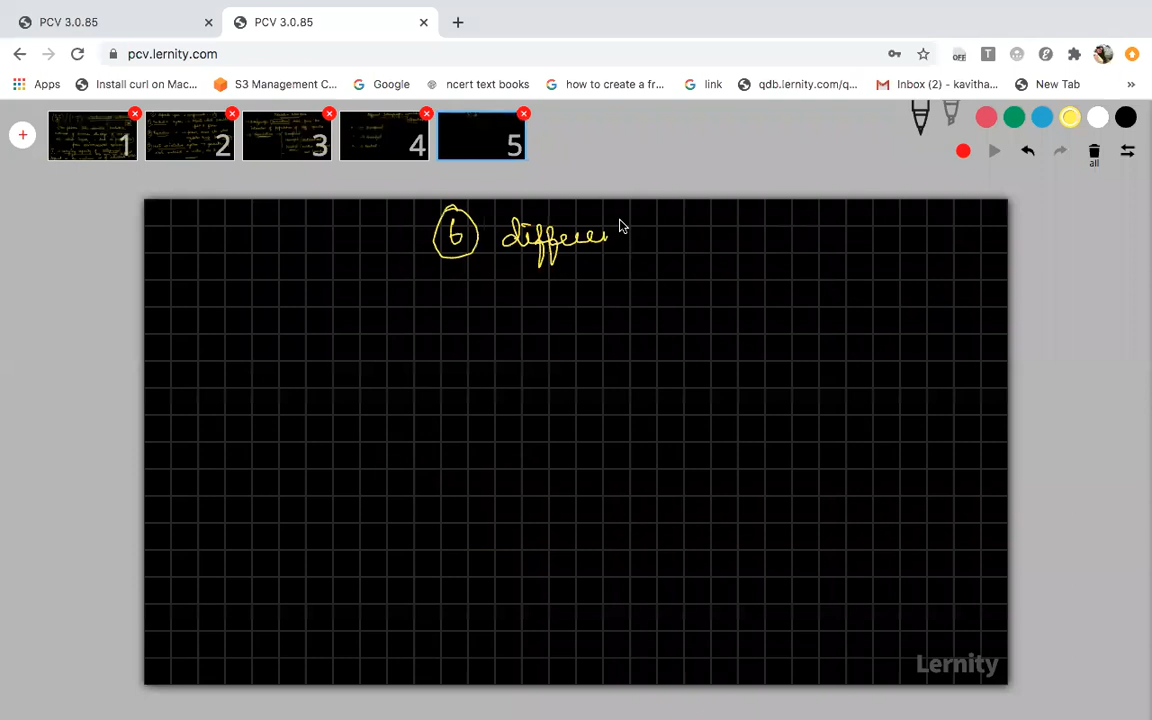 PCV 3.0.85
PCV 3.0.85
pcv.lernity.com
OFF T
Apps Install curl on Mac... S3 Management C... Google ncert text books how to create a fr... link qdb.lernity.com/q... Inbox (2) - kavitha... New Tab »
1 2 3 4 5
all
6 differen
Lernity